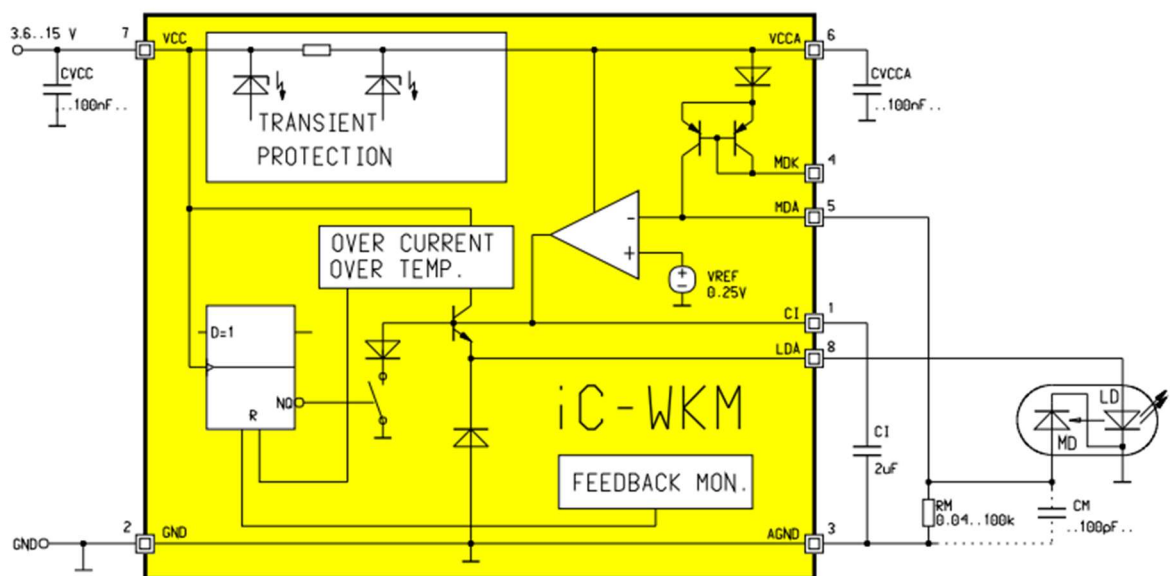 3.6..15 V
7
VCC
VCCA
6
CVCC
..100nF..
CVCCA
..100nF..
TRANSIENT
PROTECTION
MDK
4
MDA
5
OVER CURRENT
OVER TEMP.
-
+
+
-
VREF
0.25V
CI
1
LDA
8
D=1
NQ
R
iC-WKM
LD
MD
CI
2uF
FEEDBACK MON.
RM
0.04..100k
CM
..100pF..
GND
2
GND
AGND
3